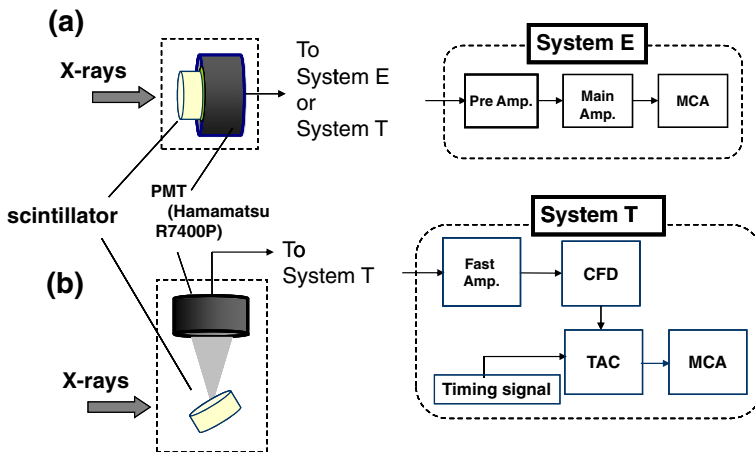 (a)
X-rays
To
System E
or
System T
System E
Pre Amp.
Main
Amp.
MCA
scintillator
PMT
(Hamamatsu
R7400P)
To
System T
System T
Fast
Amp.
CFD
TAC
MCA
Timing signal
(b)
X-rays